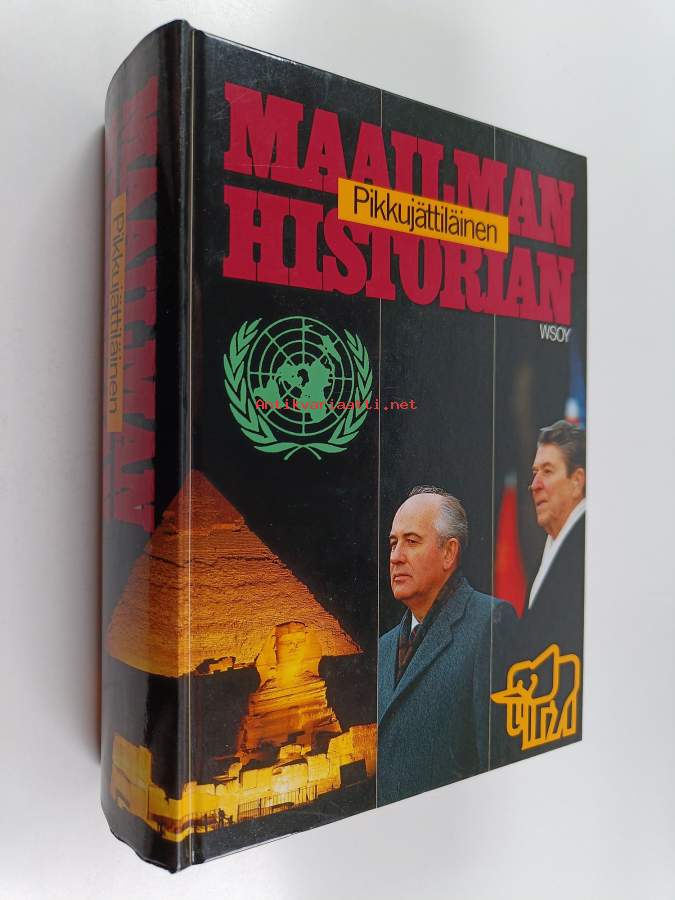 MAAILMAN
Pikkujättiläinen
HISTORIAN
WSOY
Antikvariaatti.net
MAAILMAN
Pikkujättiläinen